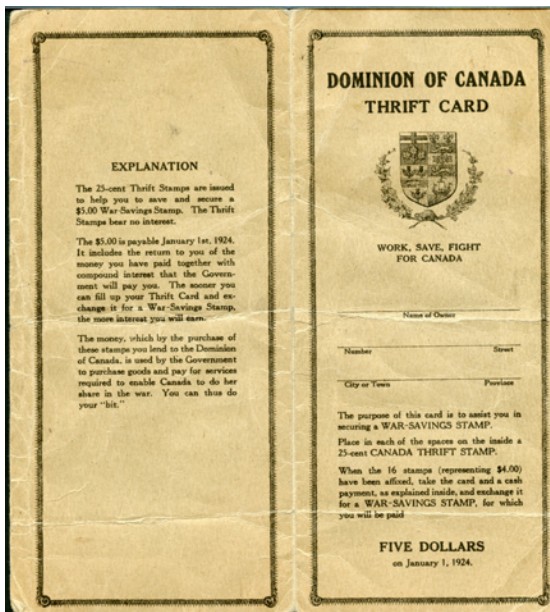 EXPLANATION
The 25-cent Thrift Stamps are issued
to help you to save and secure a
$5.00 War-Savings Stamp. The Thrift
Stamps bear no interest.
The $5.00 is payable January 1st, 1924.
It includes the return to you of the
money you have paid together with
compound interest that the Govern-
ment will pay you. The sooner you
can fill up your Thrift Card and ex-
change it for a War-Savings Stamp,
the more interest you will earn.
The money, which by the purchase of
these stamps you lend to the Dominion
of Canada, is used by the Government
to purchase goods and pay for services
required to enable Canada to do her
share in the war. You can thus do
your "bit."
DOMINION OF CANADA
THRIFT CARD
WORK, SAVE, FIGHT
FOR CANADA
Name of Owner
Number Street
City or Town Province
The purpose of this card is to assist you in
securing a WAR-SAVINGS STAMP.
Place in each of the spaces on the inside a
25-cent CANADA THRIFT STAMP.
When the 16 stamps (representing $4.00)
have been affixed, take the card and a cash
payment, as explained inside, and exchange it
for a WAR-SAVINGS STAMP, for which
you will be paid
FIVE DOLLARS
on January 1, 1924.